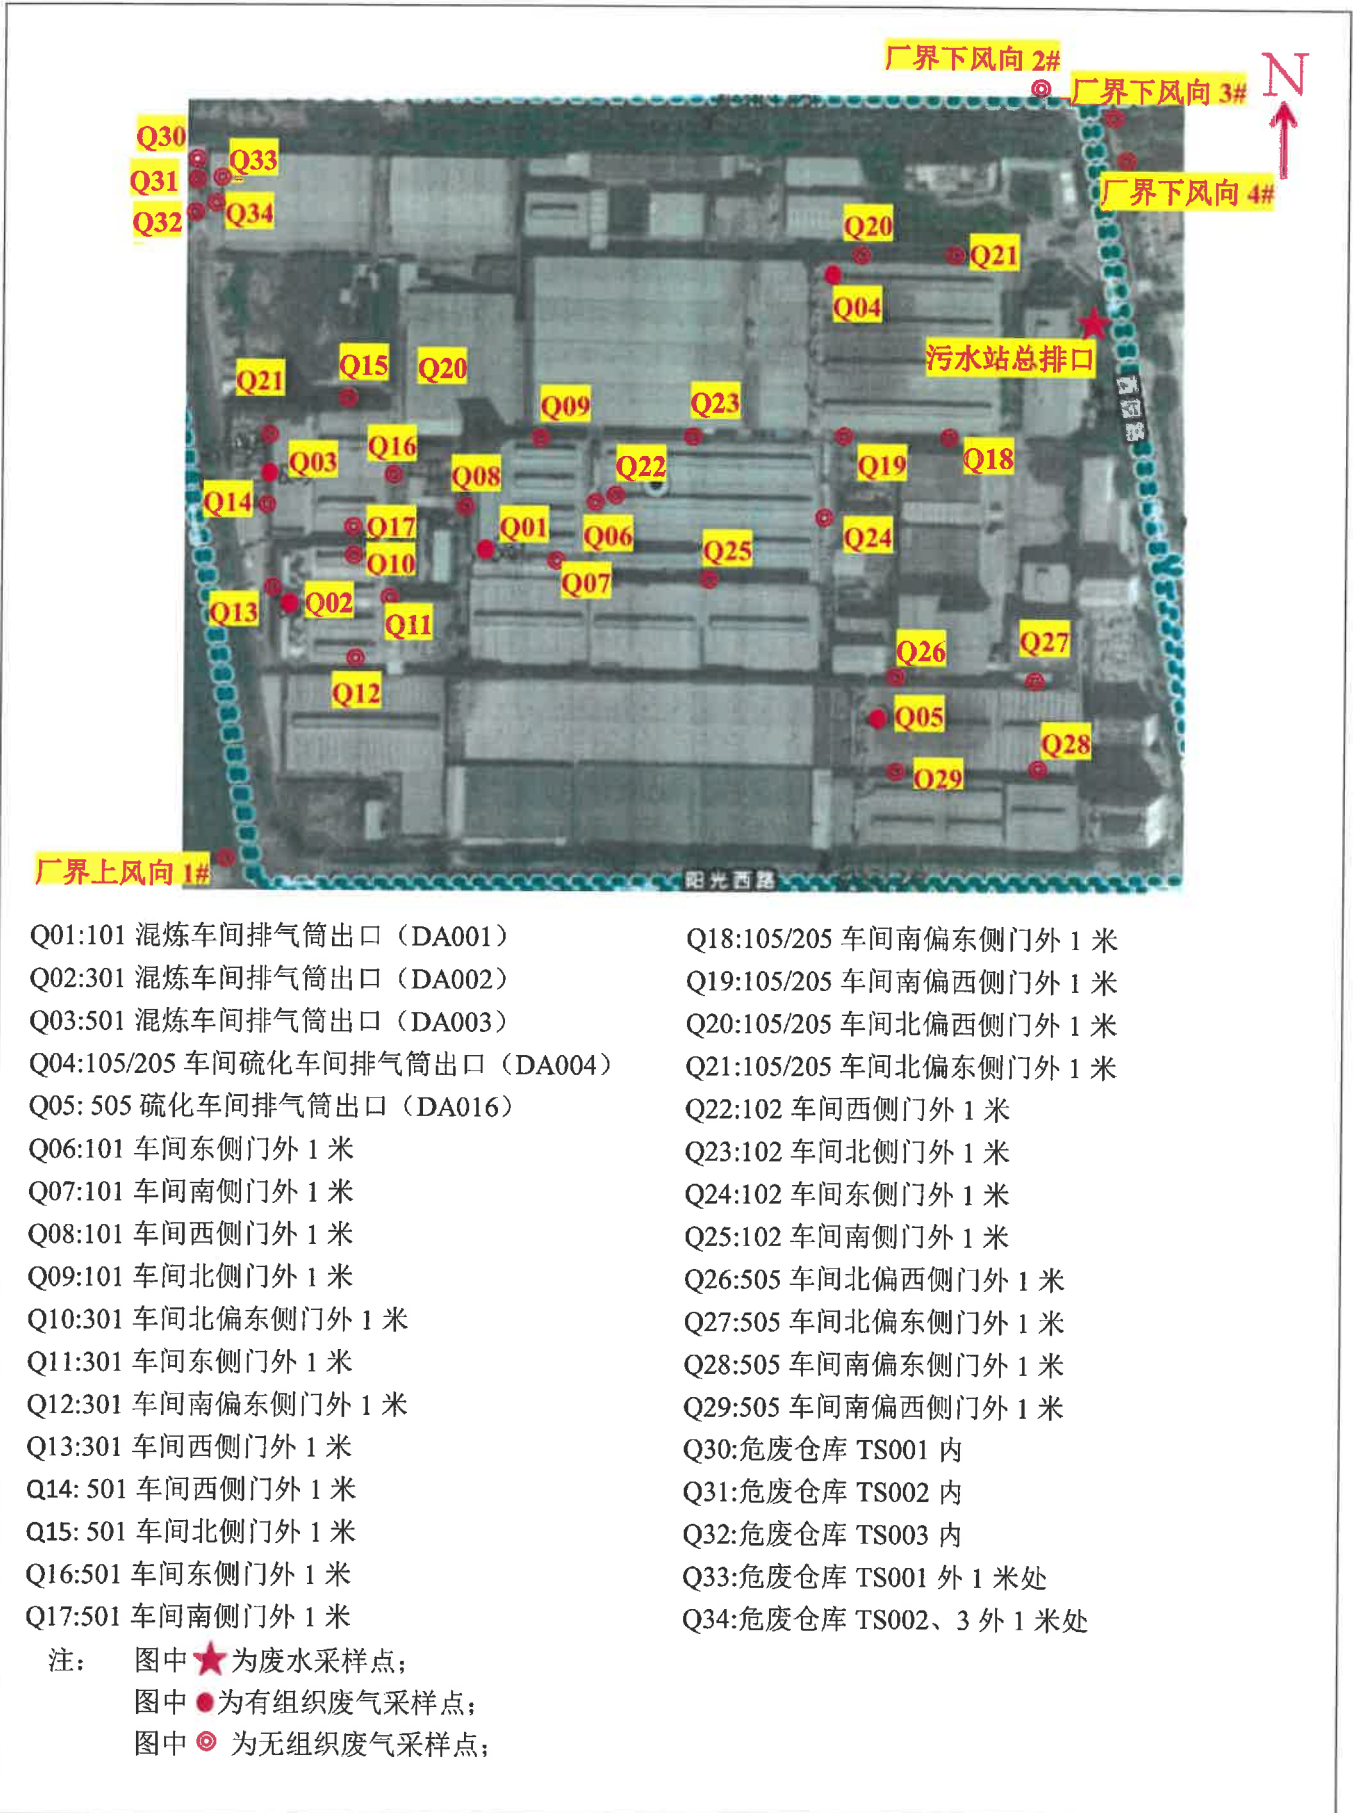 厂界下风向 2#
N
厂界下风向 3#
Q30
Q33
Q31
厂界下风向 4#
Q34
Q32
Q20
Q21
Q04
污水站总排口
Q15
Q20
Q21
Q09
Q23
Q16
Q03
Q22
Q19
Q18
Q08
Q14
Q17
Q01
Q06
Q24
Q10
Q25
Q07
Q13
Q02
Q11
Q26
Q27
Q12
Q05
Q28
Q29
厂界上风向 1#
阳光西路
Q01:101 混炼车间排气筒出口（DA001）
Q02:301 混炼车间排气筒出口（DA002）
Q03:501 混炼车间排气筒出口（DA003）
Q04:105/205 车间硫化车间排气筒出口（DA004）
Q05: 505 硫化车间排气筒出口（DA016）
Q06:101 车间东侧门外 1 米
Q07:101 车间南侧门外 1 米
Q08:101 车间西侧门外 1 米
Q09:101 车间北侧门外 1 米
Q10:301 车间北偏东侧门外 1 米
Q11:301 车间东侧门外 1 米
Q12:301 车间南偏东侧门外 1 米
Q13:301 车间西侧门外 1 米
Q14: 501 车间西侧门外 1 米
Q15: 501 车间北侧门外 1 米
Q16:501 车间东侧门外 1 米
Q17:501 车间南侧门外 1 米
Q18:105/205 车间南偏东侧门外 1 米
Q19:105/205 车间南偏西侧门外 1 米
Q20:105/205 车间北偏西侧门外 1 米
Q21:105/205 车间北偏东侧门外 1 米
Q22:102 车间西侧门外 1 米
Q23:102 车间北侧门外 1 米
Q24:102 车间东侧门外 1 米
Q25:102 车间南侧门外 1 米
Q26:505 车间北偏西侧门外 1 米
Q27:505 车间北偏东侧门外 1 米
Q28:505 车间南偏东侧门外 1 米
Q29:505 车间南偏西侧门外 1 米
Q30:危废仓库 TS001 内
Q31:危废仓库 TS002 内
Q32:危废仓库 TS003 内
Q33:危废仓库 TS001 外 1 米处
Q34:危废仓库 TS002、3 外 1 米处
注： 图中★为废水采样点；
图中●为有组织废气采样点；
图中◎ 为无组织废气采样点；